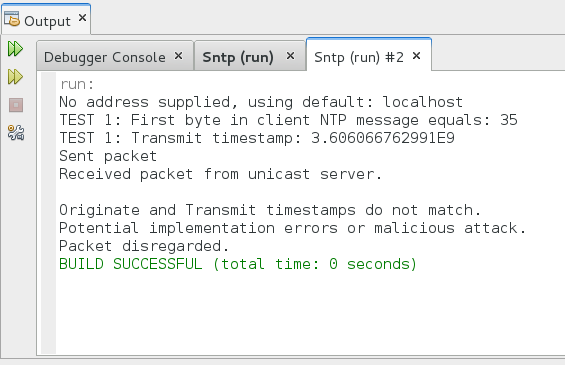 Output ×
Debugger Console × Sntp (run) × Sntp (run) #2 ×
run:
No address supplied, using default: localhost
TEST 1: First byte in client NTP message equals: 35
TEST 1: Transmit timestamp: 3.606066762991E9
Sent packet
Received packet from unicast server.
Originate and Transmit timestamps do not match.
Potential implementation errors or malicious attack.
Packet disregarded.
BUILD SUCCESSFUL (total time: 0 seconds)